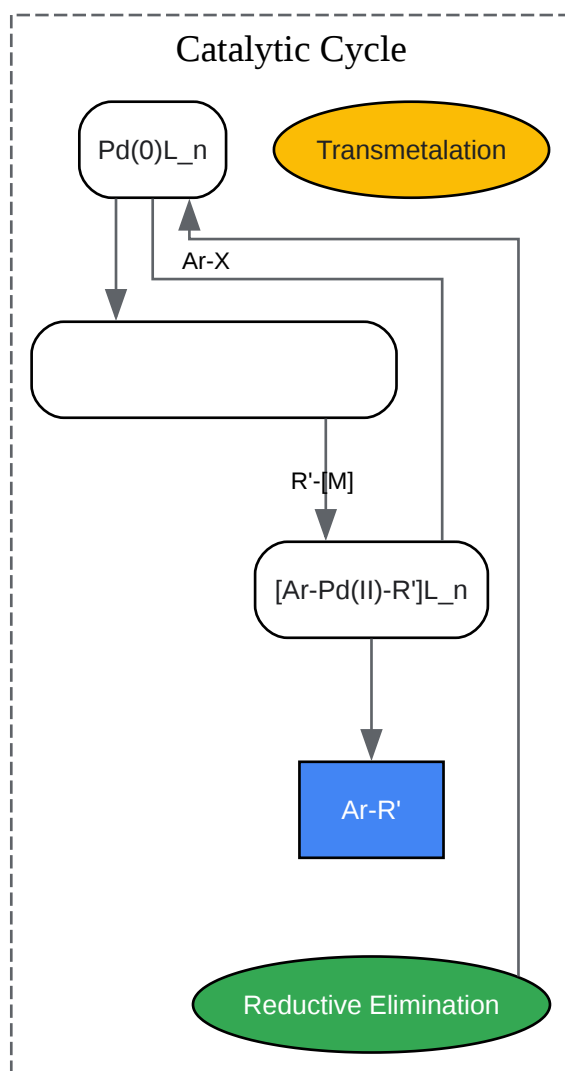 Catalytic Cycle
Pd(0)L_n
Transmetalation
Ar-X
R'-[M]
[Ar-Pd(II)-R']L_n
Ar-R'
Reductive Elimination